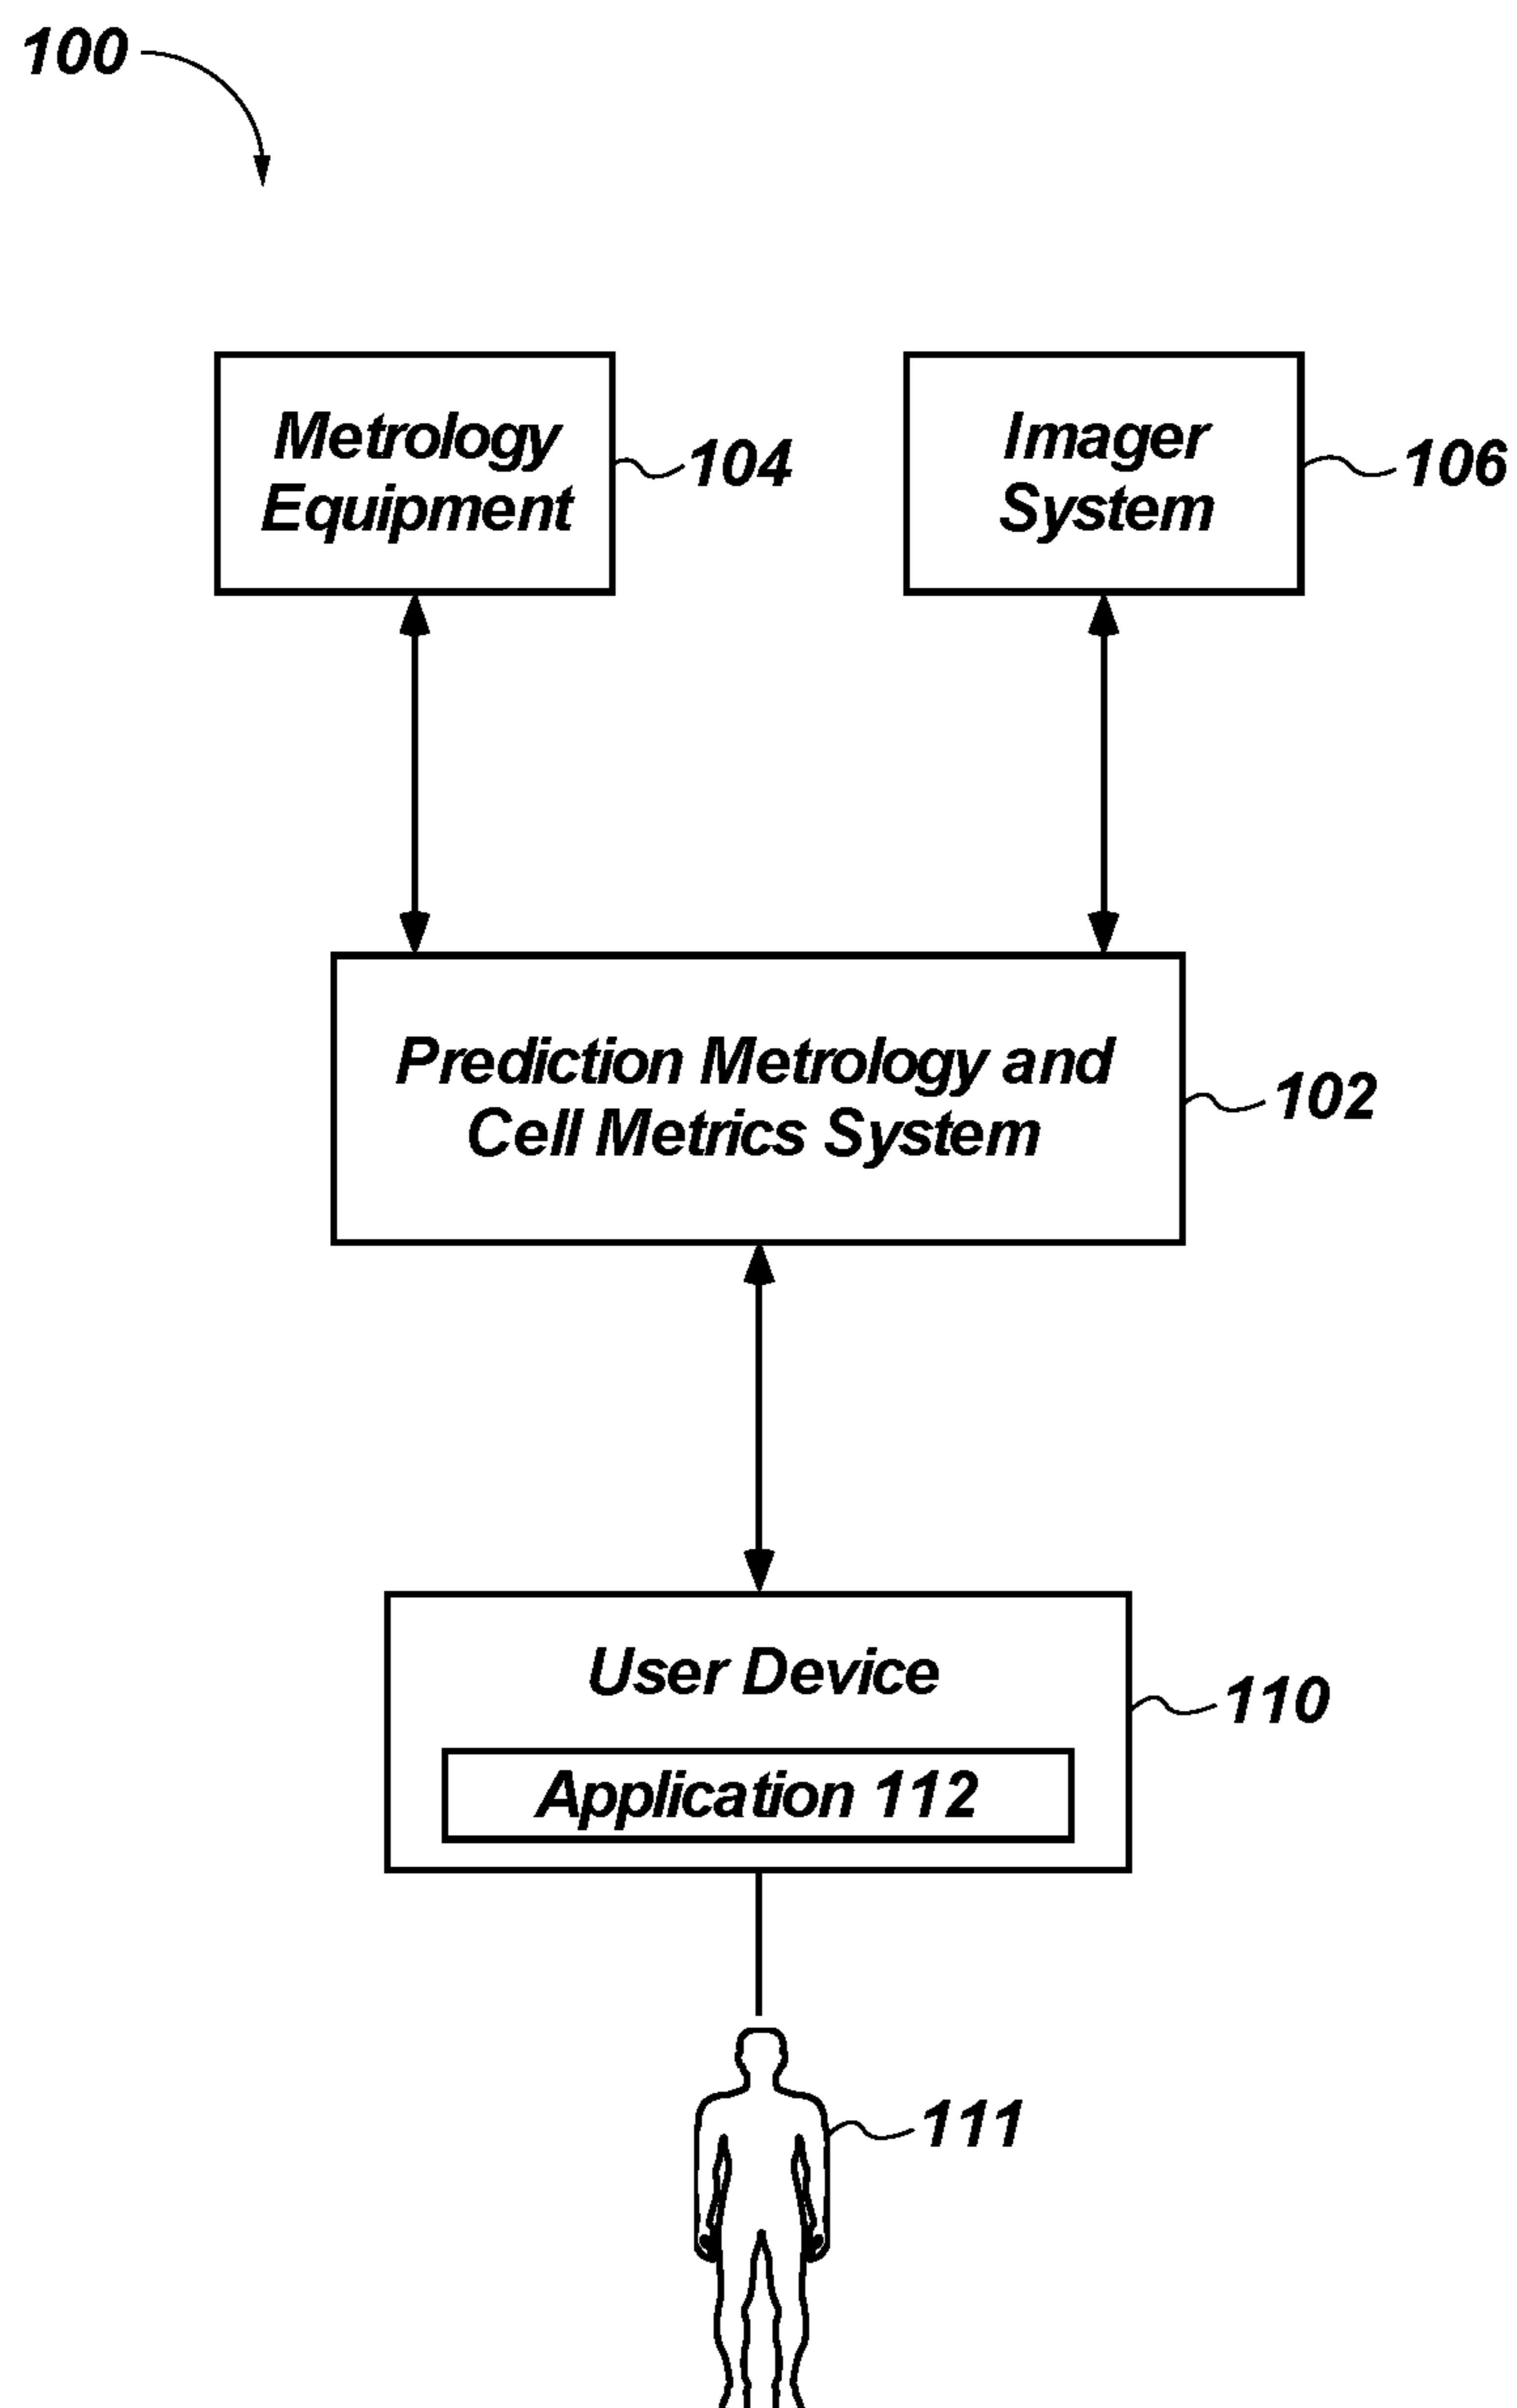 100
Metrology
Equipment
104
Imager
System
106
Prediction Metrology and
Cell Metrics System
102
User Device
110
Application 112
111